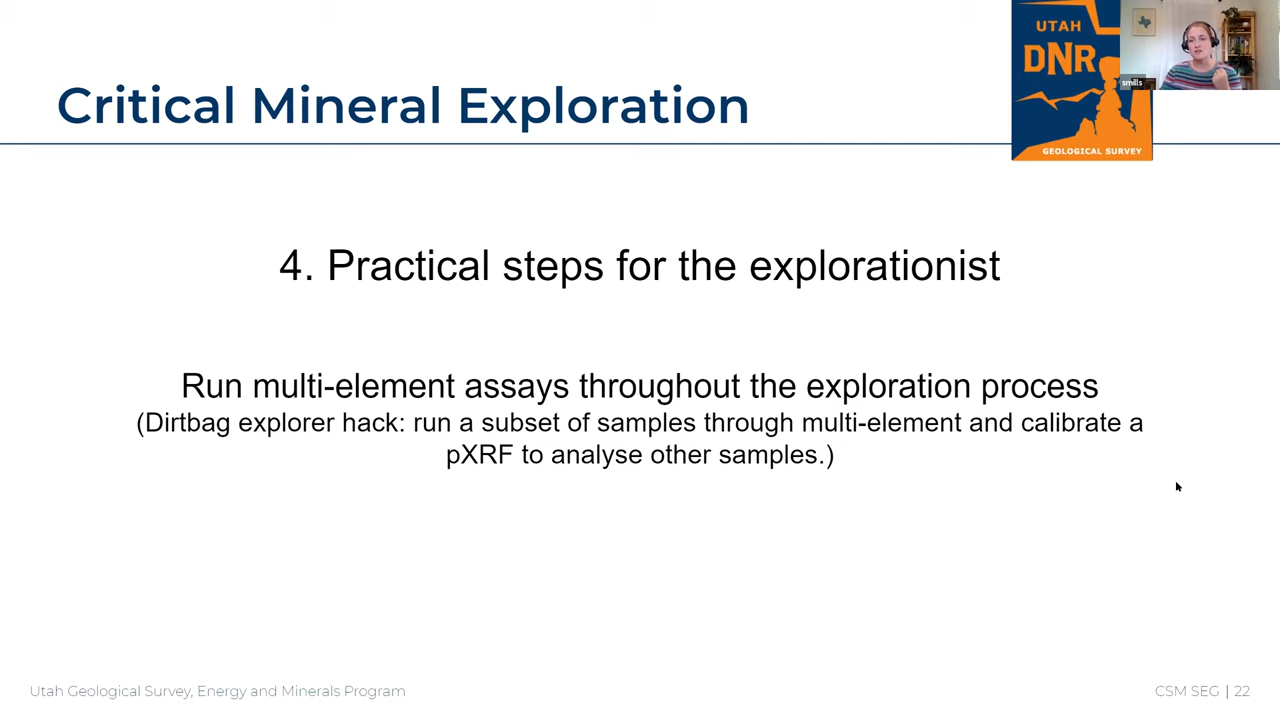 UTAH
DNR
GEOLOGICAL SURVEY
smills
Critical Mineral Exploration
4. Practical steps for the explorationist
Run multi-element assays throughout the exploration process
(Dirtbag explorer hack: run a subset of samples through multi-element and calibrate a
pXRF to analyse other samples.)
Utah Geological Survey, Energy and Minerals Program
CSM SEG | 22